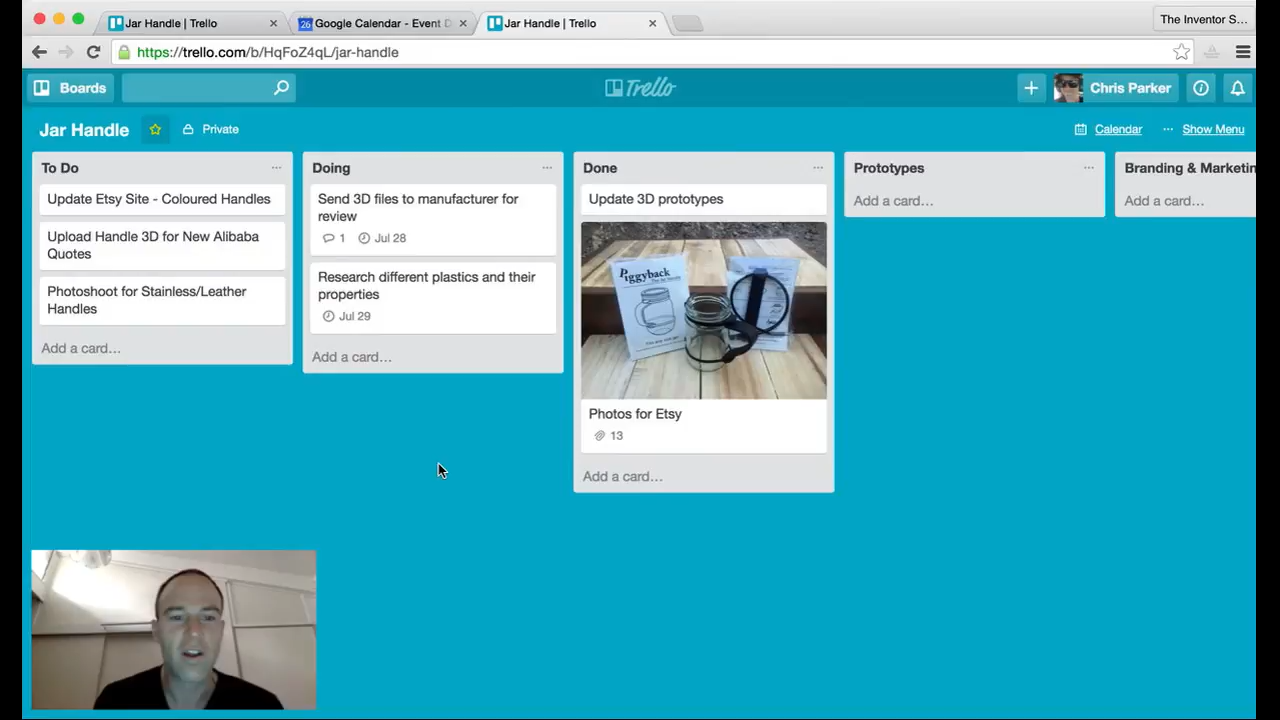 Jar Handle | Trello
Google Calendar - Event D
Jar Handle | Trello
The Inventor S...
https://trello.com/b/HqFoZ4qL/jar-handle
Boards
Trello
Chris Parker
Jar Handle
Private
Calendar
... Show Menu
To Do
Update Etsy Site - Coloured Handles
Upload Handle 3D for New Alibaba
Quotes
Photoshoot for Stainless/Leather
Handles
Add a card...
Doing
Send 3D files to manufacturer for
review
1 Jul 28
Research different plastics and their
properties
Jul 29
Add a card...
Done
Update 3D prototypes
Piggyback
Photos for Etsy
13
Add a card...
Prototypes
Add a card...
Branding & Marketin
Add a card...